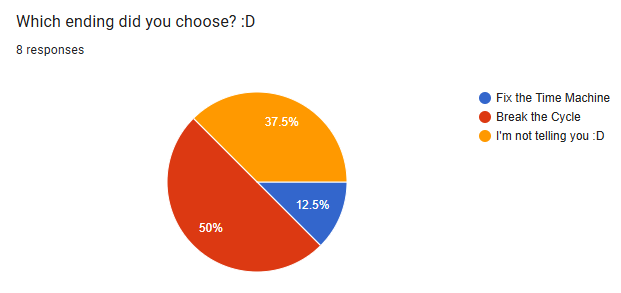 Which ending did you choose? :D
8 responses
37.5%
12.5%
50%
Fix the Time Machine
Break the Cycle
I'm not telling you :D